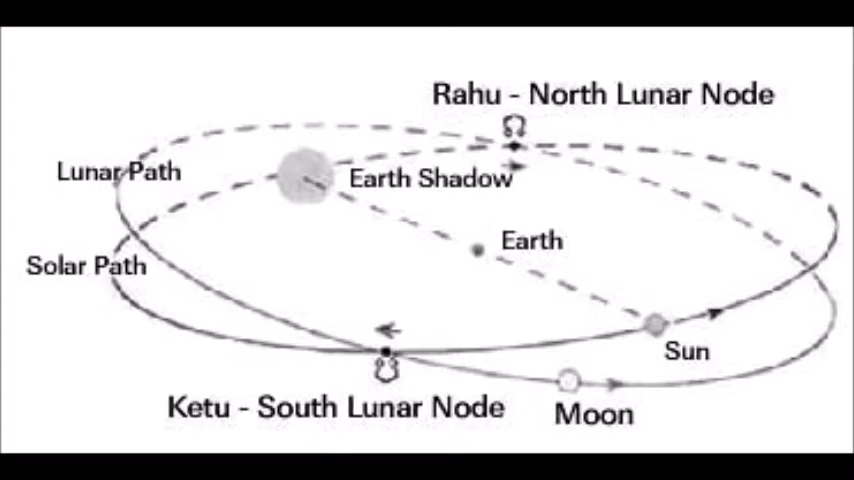 Rahu - North Lunar Node
Lunar Path
Earth Shadow
Earth
Solar Path
Sun
Ketu - South Lunar Node
Moon